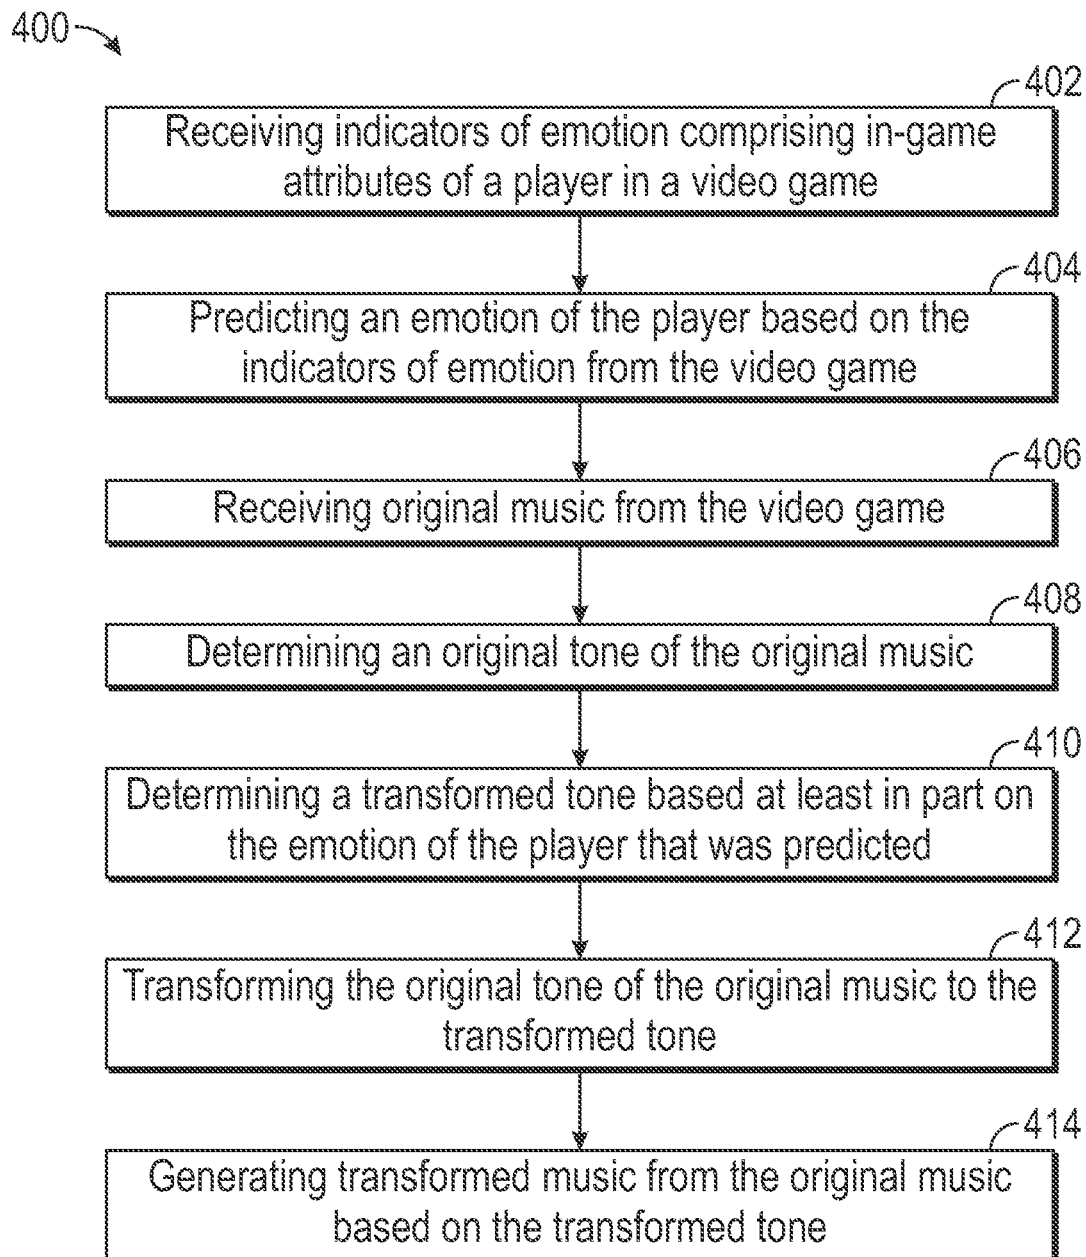 400
402
Receiving indicators of emotion comprising in-game
attributes of a player in a video game
404
Predicting an emotion of the player based on the
indicators of emotion from the video game
406
Receiving original music from the video game
408
Determining an original tone of the original music
410
Determining a transformed tone based at least in part on
the emotion of the player that was predicted
412
Transforming the original tone of the original music to the
transformed tone
414
Generating transformed music from the original music
based on the transformed tone